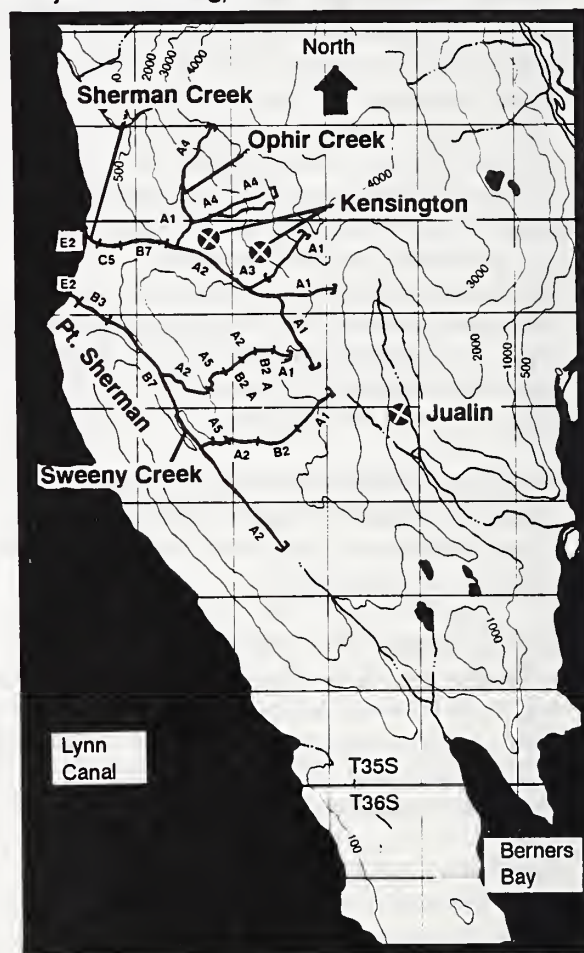 North
2000
3000
4000
Sherman Creek
Ophir Creek
500
A4
A4
A4
4000
Kensington
A1
E2
C5
B7
A2
A3
A1
A1
3000
E2
B3
A1
2000
1000
500
Pt. Sherman
A2
A5
A2
B2
A
B2
A
A1
B7
Jualin
A5
A2
B2
A1
Sweeny Creek
A2
1000
Lynn
Canal
T35S
T36S
100
Berners
Bay